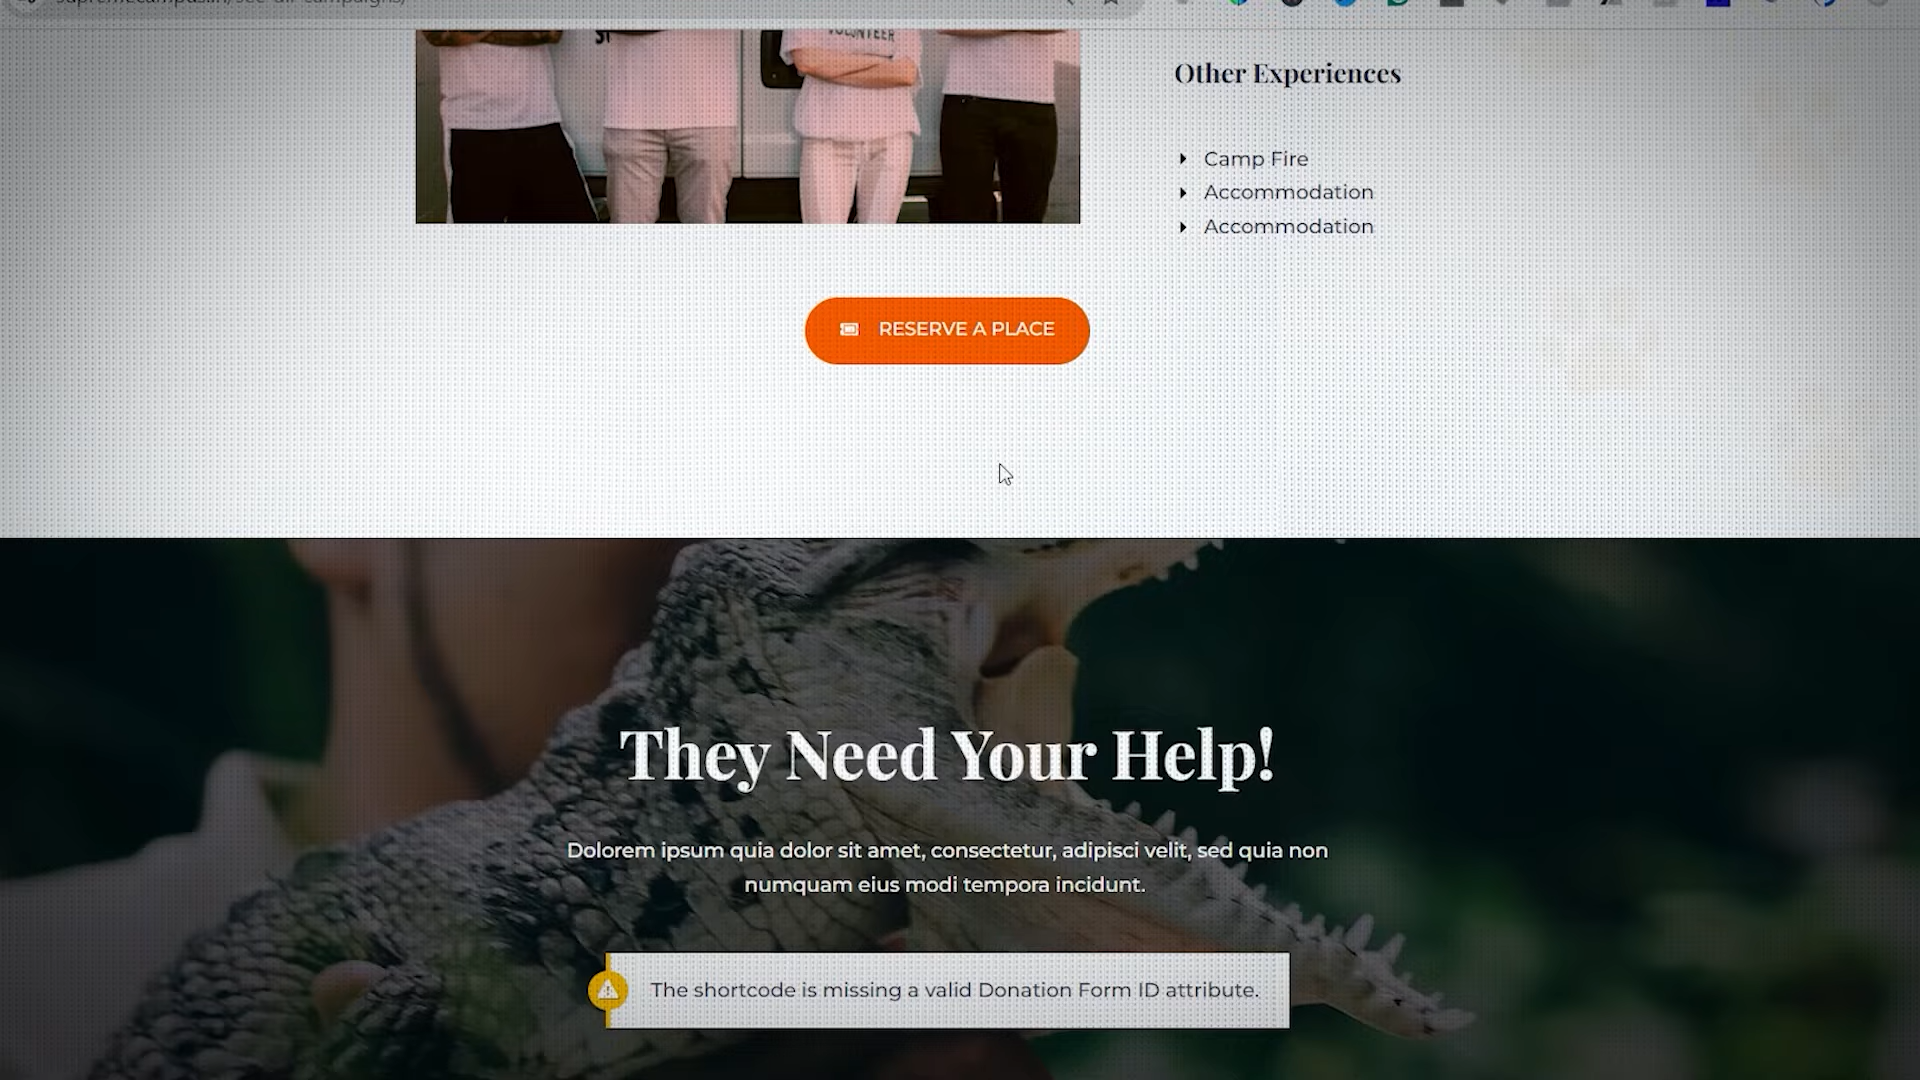 VOLUNTEER
Other Experiences
Camp Fire
Accommodation
Accommodation
RESERVE A PLACE
They Need Your Help!
Dolorem ipsum quia dolor sit amet, consectetur, adipisci velit, sed quia non
numquam eius modi tempora incidunt.
The shortcode is missing a valid Donation Form ID attribute.